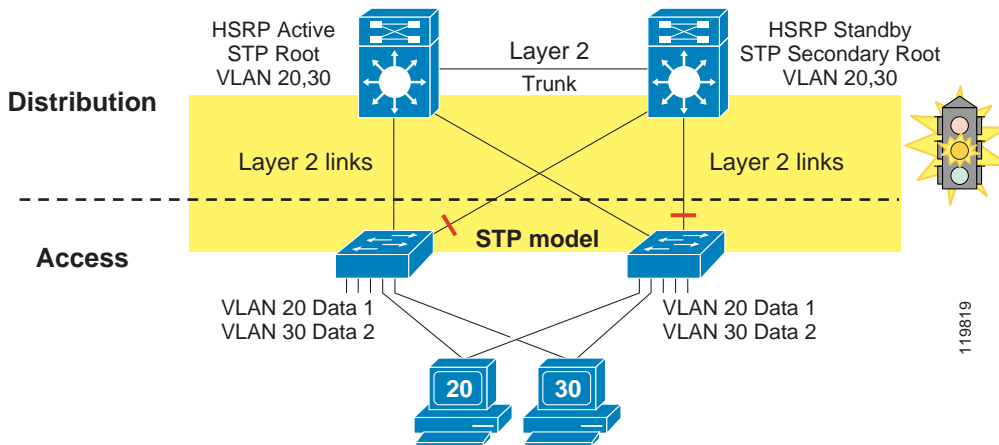 HSRP Active
STP Root
VLAN 20,30
Layer 2
Trunk
HSRP Standby
STP Secondary Root
VLAN 20,30
Distribution
Layer 2 links
Layer 2 links
STP model
Access
VLAN 20 Data 1
VLAN 30 Data 2
VLAN 20 Data 1
VLAN 30 Data 2
20
30
119819